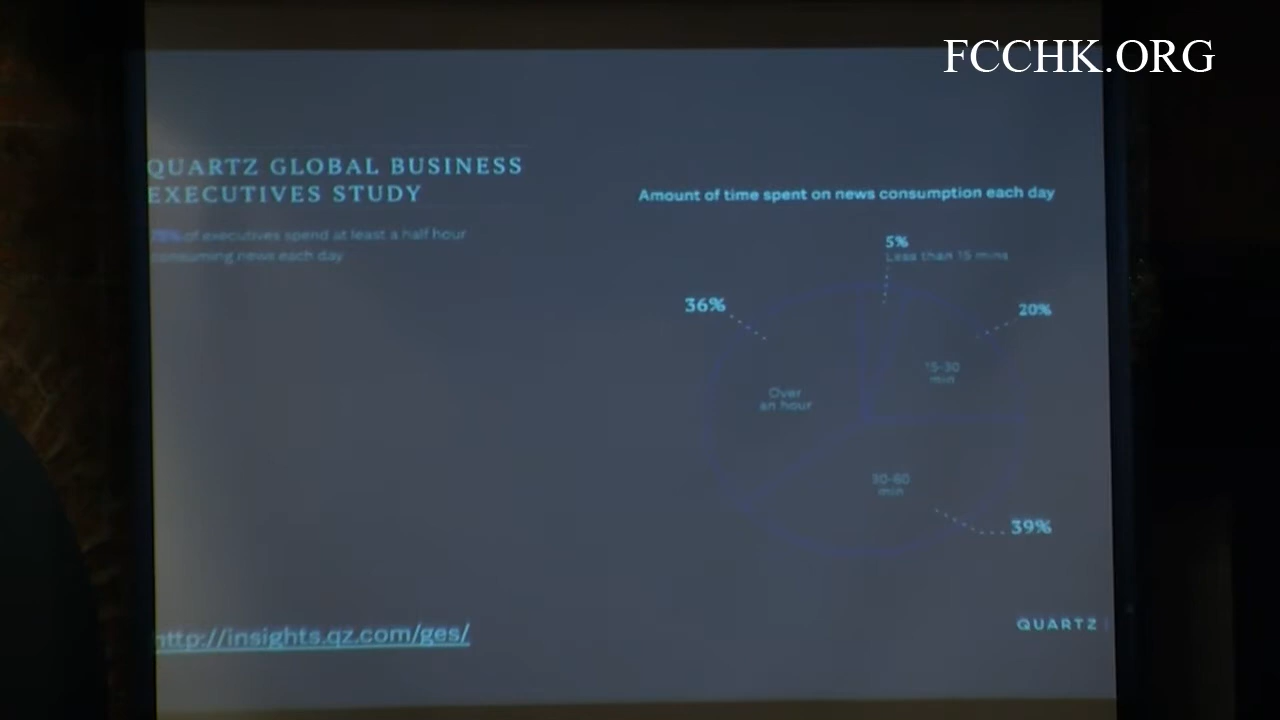 FCCHK.ORG
QUARTZ GLOBAL BUSINESS
EXECUTIVES STUDY
75% of executives spend at least a half hour
consuming news each day
Amount of time spent on news consumption each day
5%
Less than 15 mins
36%
20%
15-30
min
Over
an hour
30-60
min
39%
http://insights.qz.com/ges/
QUARTZ